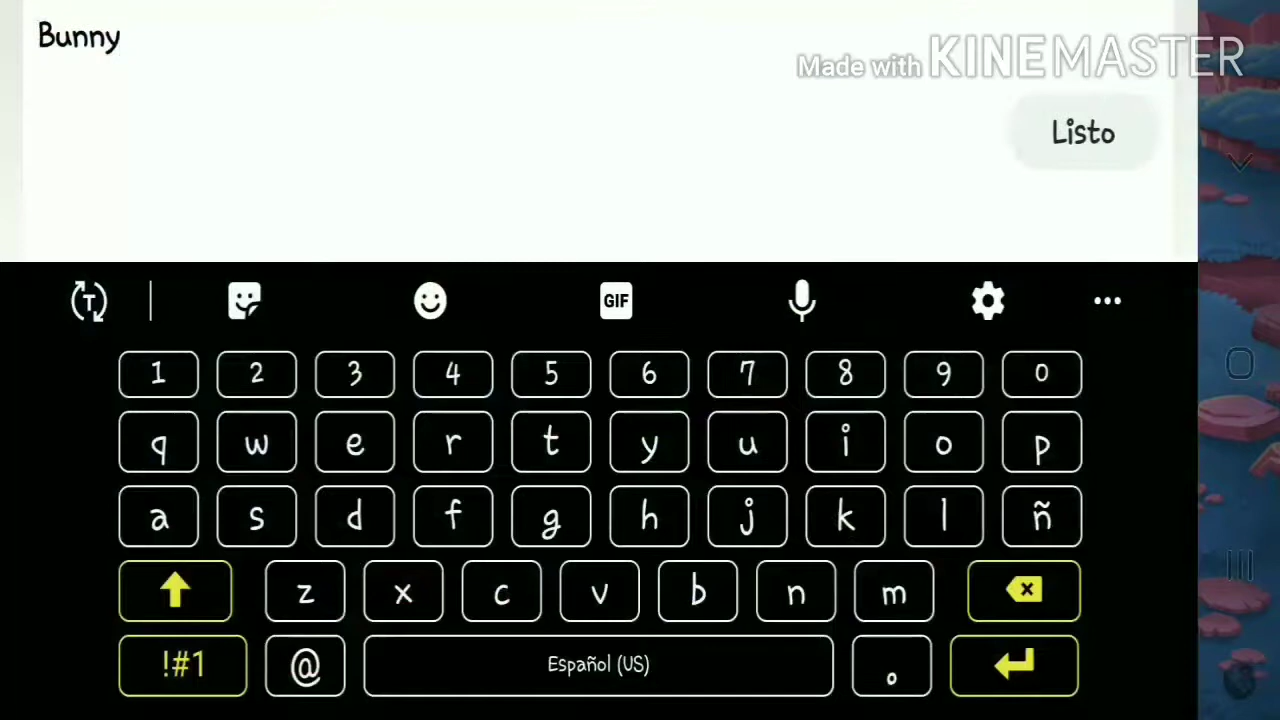 Bunny
Made with KINEMASTER
Listo
T
GIF
1 2 3 4 5 6 7 8 9 0
q w e r t y u i o p
a s d f g h j k l ñ
z x c v b n m
!#1 @ Español (US) .